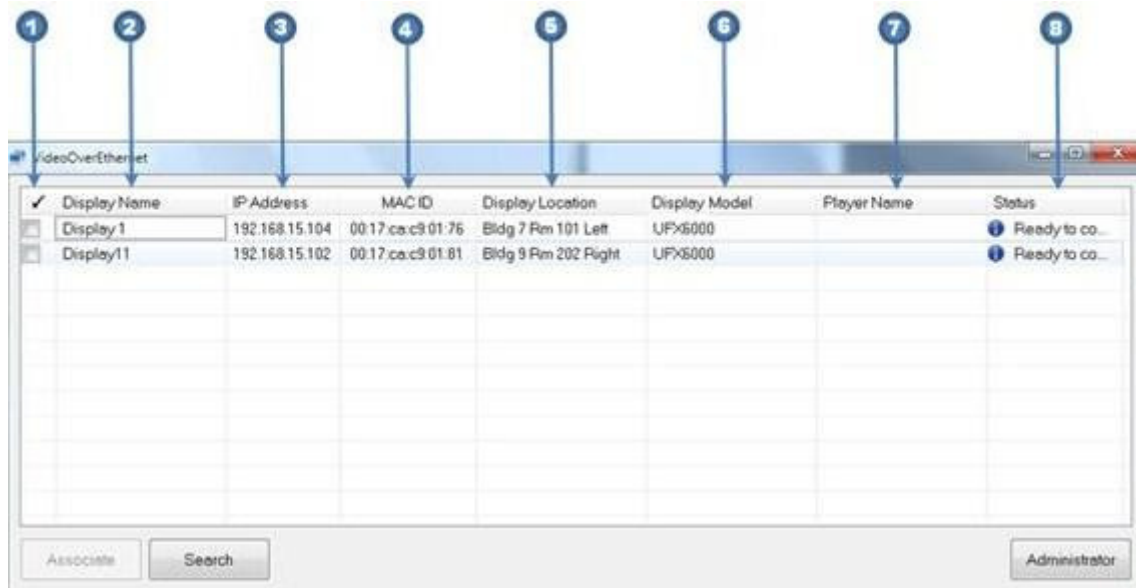 1 2 3 4 5 6 7 8
VideoOverEthernet
✓ Display Name IP Address MAC ID Display Location Display Model Player Name Status
Display 1 192.168.15.104 00:17:ca:c9:01:76 Bldg 7 Rm 101 Left UFX6000 Ready to co...
Display11 192.168.15.102 00:17:ca:c9:01:81 Bldg 9 Rm 202 Right UFX6000 Ready to co...
Associate Search Administrator